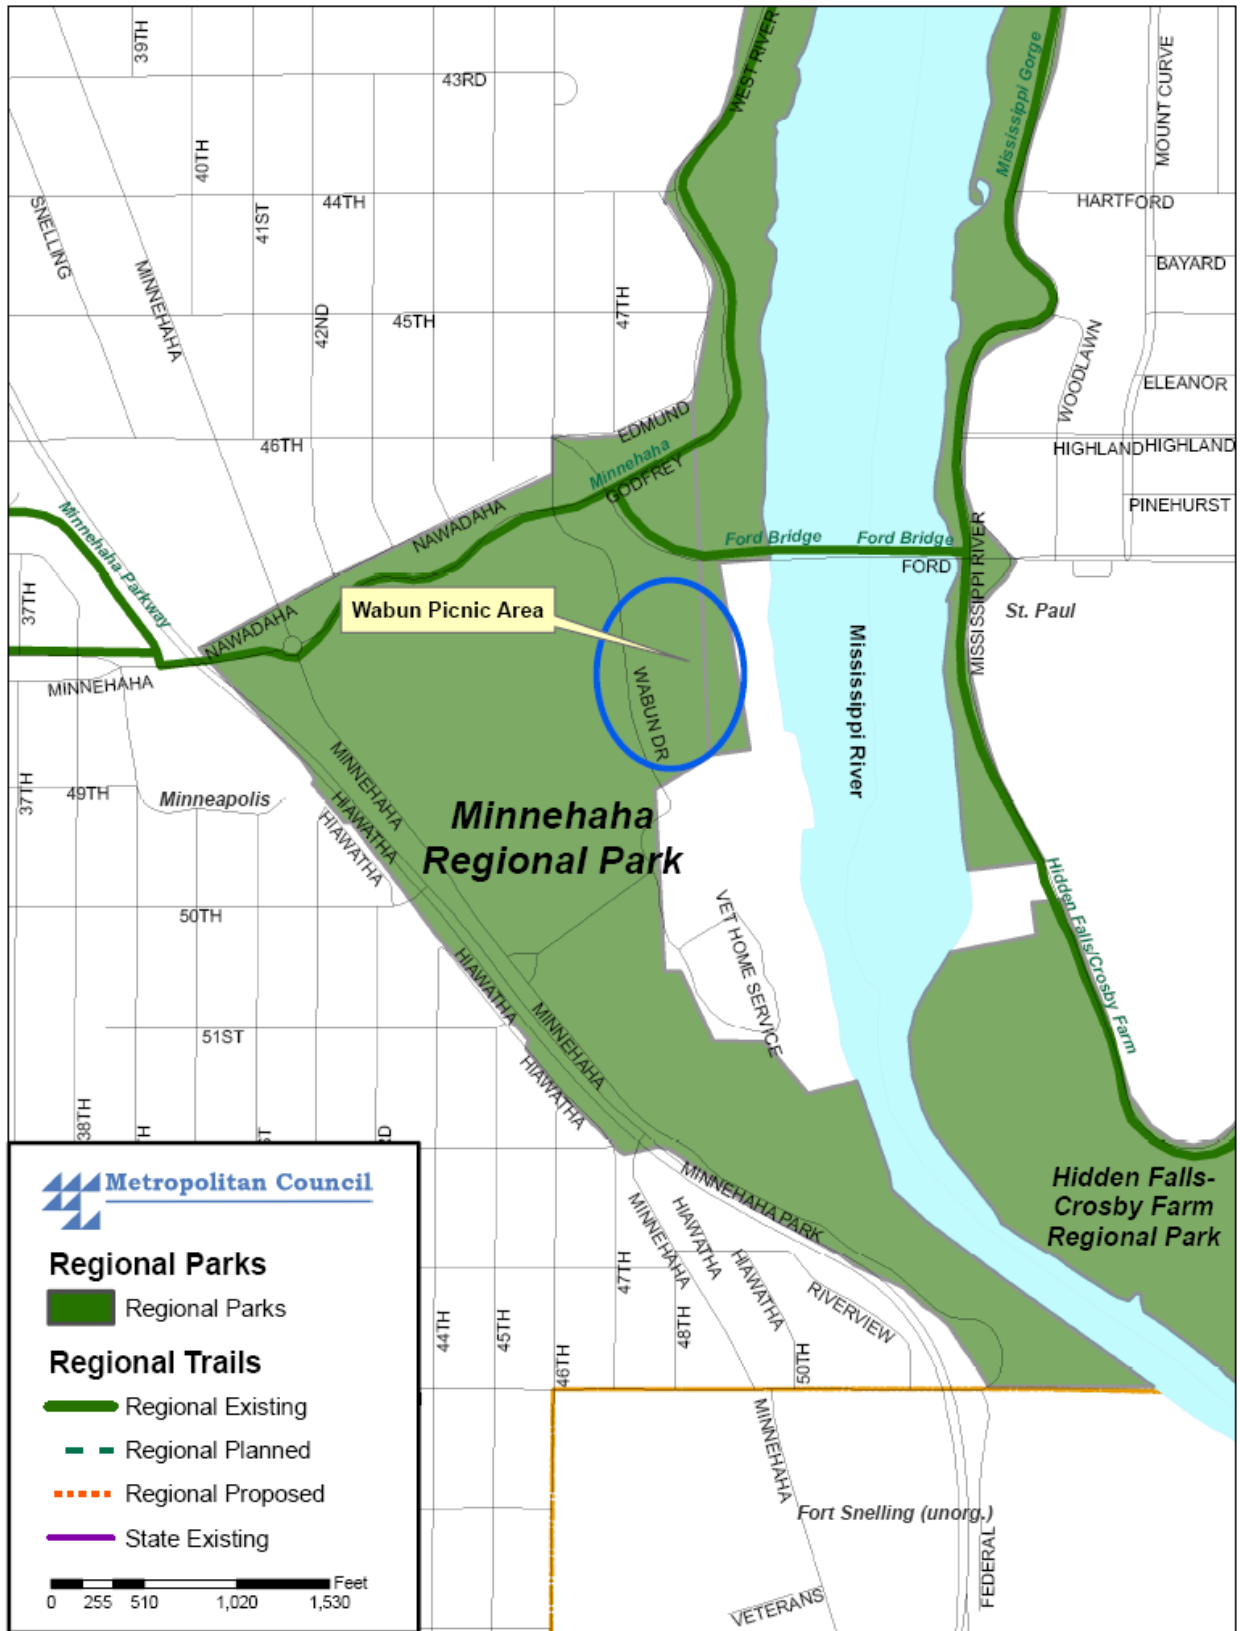 39TH
43RD
WEST RIVER
Mississippi Gorge
MOUNT CURVE
40TH
SNELLING
41ST
44TH
HARTFORD
MINNEHAHA
BAYARD
42ND
45TH
47TH
WOODLAWN
ELEANOR
EDMUND
46TH
HIGHLAND
HIGHLAND
Minnehaha
GODFREY
PINEHURST
Minnehaha Parkway
NAWADAHA
Ford Bridge
Ford Bridge
FORD
MISSISSIPPI RIVER
37TH
Wabun Picnic Area
St. Paul
NAWADAHA
Mississippi River
MINNEHAHA
WABUN DR
37TH
49TH
Minneapolis
MINNEHAHA
HIAWATHA
HIAWATHA
Minnehaha
Regional Park
Hidden Falls/Crosby Farm
50TH
VET HOME SERVICE
HIAWATHA
MINNEHAHA
51ST
HIAWATHA
38TH
TH
ST
RD
Metropolitan Council
Regional Parks
Regional Parks
Regional Trails
Regional Existing
Regional Planned
Regional Proposed
State Existing
Feet
0 255 510 1,020 1,530
MINNEHAHA PARK
Hidden Falls-
Crosby Farm
Regional Park
MINNEHAHA
HIAWATHA
HIAWATHA
47TH
RIVERVIEW
44TH
45TH
46TH
48TH
50TH
MINNEHAHA
Fort Snelling (unorg.)
FEDERAL
VETERANS